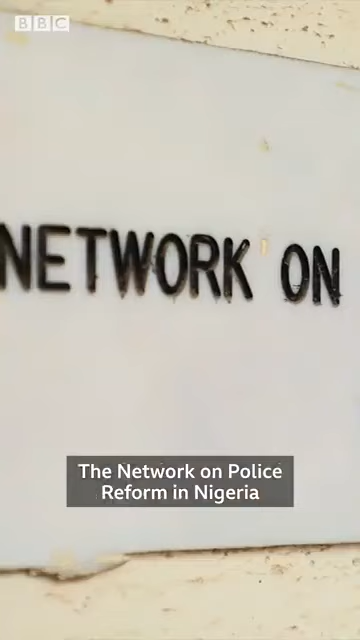 BBC
NETWORK ON
The Network on Police
Reform in Nigeria